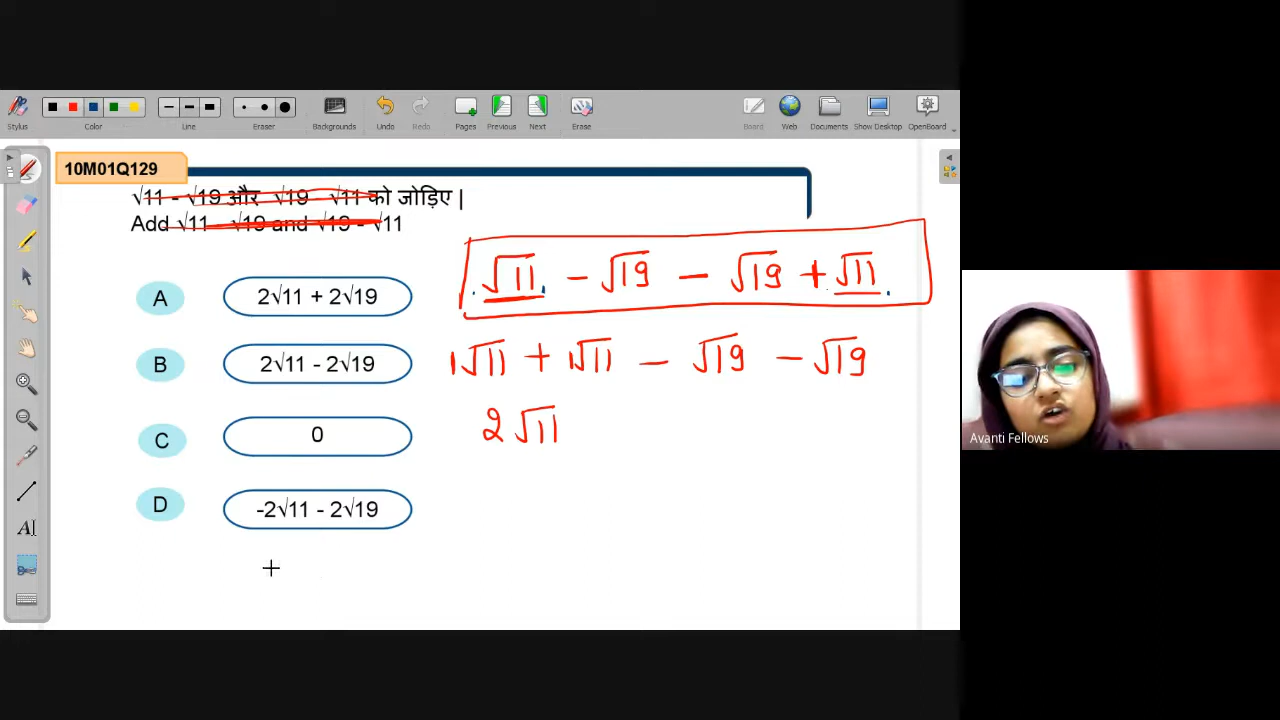 Stylus
Color
Line
Eraser
Backgrounds
Undo
Redo
Pages
Previous
Next
Erase
Board
Web
Documents
Show Desktop
OpenBoard
10M01Q129
√11 - √19 और √19 - √11 को जोड़िए |
Add √11 - √19 and √19 - √11
A 2√11 + 2√19
B 2√11 - 2√19
C 0
D -2√11 - 2√19
√11 - √19 - √19 + √11
1√11 + 1√11 - √19 - √19
2√11
Avanti Fellows